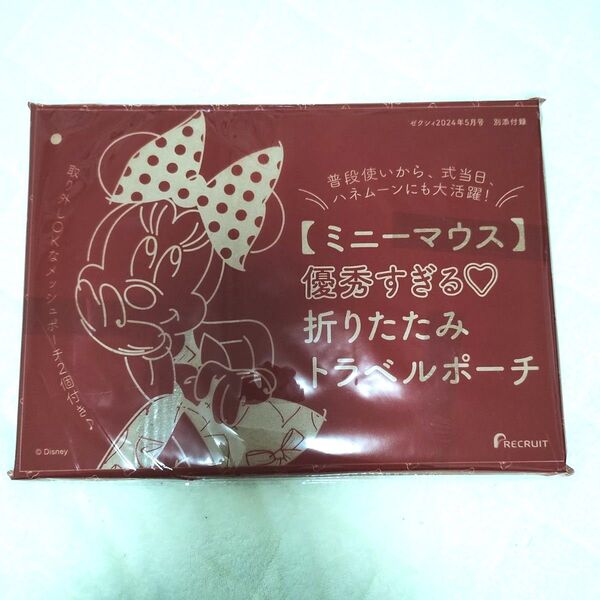 ゼクシィ2024年5月号 別添付録
普段使いから、式当日、
ハネムーンにも大活躍!
【ミニーマウス】
優秀すぎる♡
折りたたみ
トラベルポーチ
取り外しOKなメッシュポーチ2個付き♪
© Disney
RECRUIT